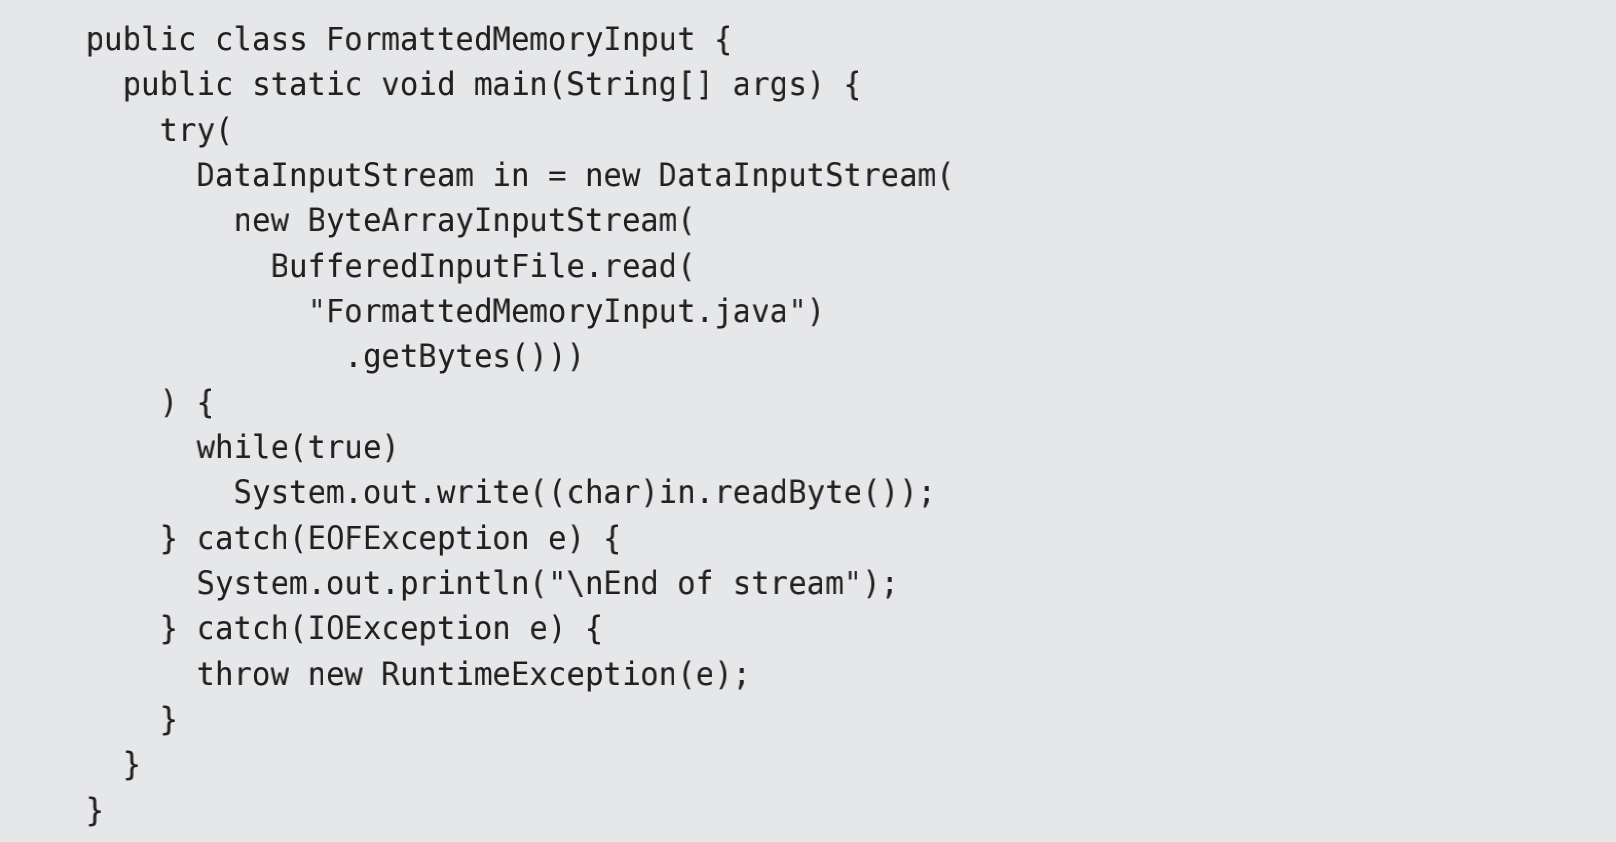 public class FormattedMemoryInput {
  public static void main(String[] args) {
    try(
      DataInputStream in = new DataInputStream(
        new ByteArrayInputStream(
          BufferedInputFile.read(
            "FormattedMemoryInput.java")
              .getBytes()))
    ) {
      while(true)
        System.out.write((char)in.readByte());
    } catch(EOFException e) {
      System.out.println("\nEnd of stream");
    } catch(IOException e) {
      throw new RuntimeException(e);
    }
  }
}